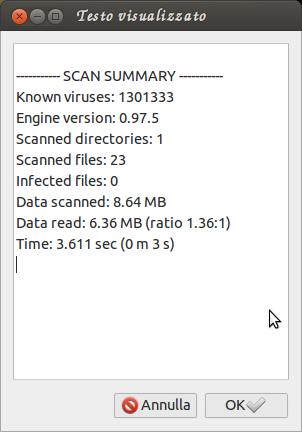 Testo visualizzato
----------- SCAN SUMMARY -----------
Known viruses: 1301333
Engine version: 0.97.5
Scanned directories: 1
Scanned files: 23
Infected files: 0
Data scanned: 8.64 MB
Data read: 6.36 MB (ratio 1.36:1)
Time: 3.611 sec (0 m 3 s)
Annulla
OK